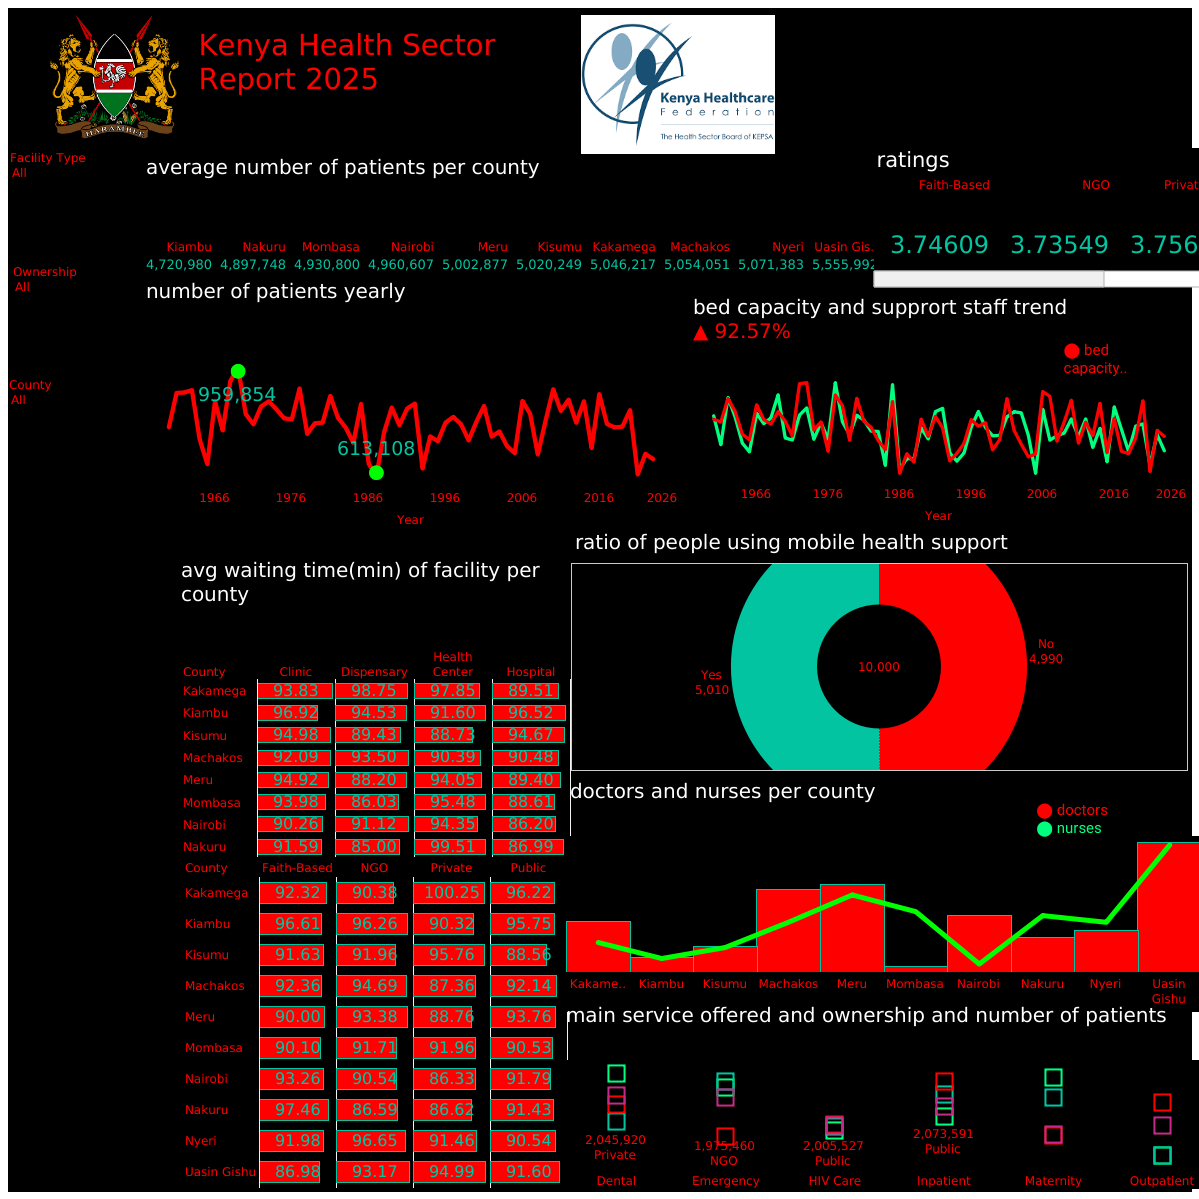 Kenya Health Sector
Report 2025
HARAMBEE
Kenya Healthcare
Federation
The Health Sector Board of KEPSA
Facility Type
All
Ownership
All
County
All
average number of patients per county
Kiambu Nakuru Mombasa Nairobi Meru Kisumu Kakamega Machakos Nyeri Uasin Gis..
4,720,980 4,897,748 4,930,800 4,960,607 5,002,877 5,020,249 5,046,217 5,054,051 5,071,383 5,555,992
ratings
Faith-Based NGO Privat
3.74609 3.73549 3.756
number of patients yearly
959,854
613,108
1966 1976 1986 1996 2006 2016 2026
Year
bed capacity and supprort staff trend
▲ 92.57%
bed
capacity..
1966 1976 1986 1996 2006 2016 2026
Year
avg waiting time(min) of facility per
county
County Clinic Dispensary Health Center Hospital
Kakamega 93.83 98.75 97.85 89.51
Kiambu 96.92 94.53 91.60 96.52
Kisumu 94.98 89.43 88.73 94.67
Machakos 92.09 93.50 90.39 90.48
Meru 94.92 88.20 94.05 89.40
Mombasa 93.98 86.03 95.48 88.61
Nairobi 90.26 91.12 94.35 86.20
Nakuru 91.59 85.00 99.51 86.99
County Faith-Based NGO Private Public
Kakamega 92.32 90.38 100.25 96.22
Kiambu 96.61 96.26 90.32 95.75
Kisumu 91.63 91.96 95.76 88.56
Machakos 92.36 94.69 87.36 92.14
Meru 90.00 93.38 88.76 93.76
Mombasa 90.10 91.71 91.96 90.53
Nairobi 93.26 90.54 86.33 91.79
Nakuru 97.46 86.59 86.62 91.43
Nyeri 91.98 96.65 91.46 90.54
Uasin Gishu 86.98 93.17 94.99 91.60
ratio of people using mobile health support
Yes
5,010
10,000
No
4,990
doctors and nurses per county
doctors
nurses
Kakame.. Kiambu Kisumu Machakos Meru Mombasa Nairobi Nakuru Nyeri Uasin
Gishu
main service offered and ownership and number of patients
2,045,920
Private
1,975,460
NGO
2,005,527
Public
2,073,591
Public
Dental Emergency HIV Care Inpatient Maternity Outpatient